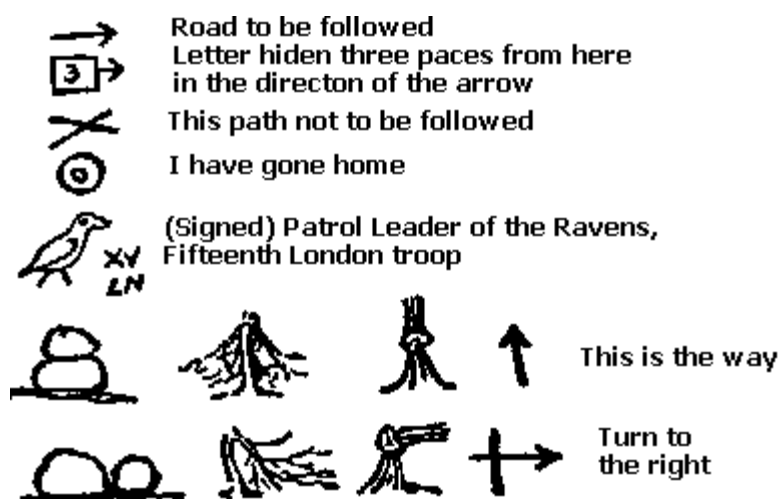 Road to be followed
3
Letter hiden three paces from here
in the directon of the arrow
This path not to be followed
I have gone home
(Signed) Patrol Leader of the Ravens,
XV
Fifteenth London troop
LN
This is the way
Turn to
the right